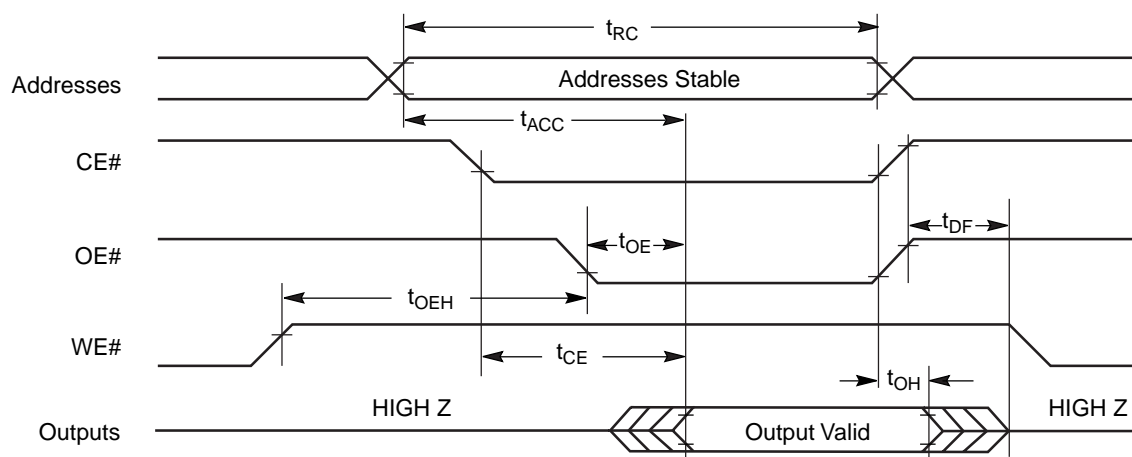 tRC
Addresses
Addresses Stable
tACC
CE#
tOE
tDF
OE#
tOEH
WE#
tCE
tOH
HIGH Z
HIGH Z
Outputs
Output Valid